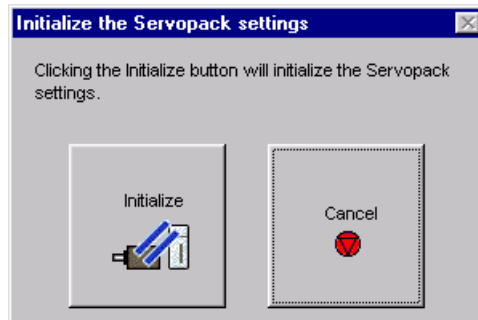 Initialize the Servopack settings
Clicking the Initialize button will initialize the Servopack
settings.
Initialize
Cancel